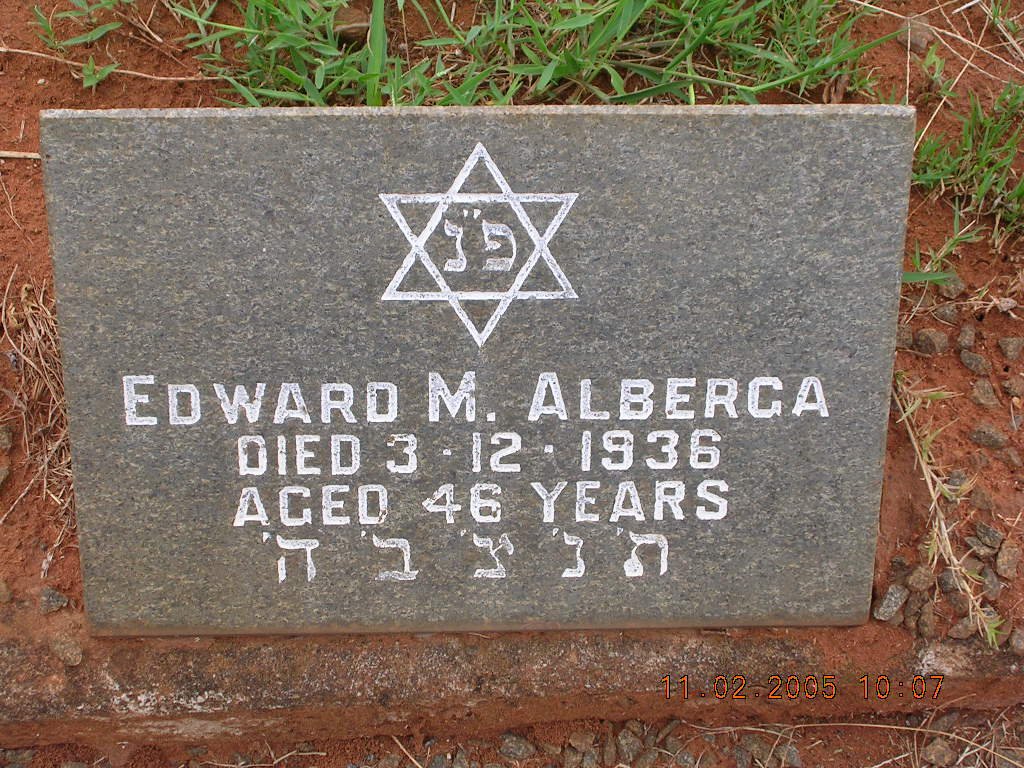 פ"נ
EDWARD M. ALBERGA
DIED 3·12·1936
AGED 46 YEARS
ת' נ' צ' ב' ה'
11.02.2005 10:07